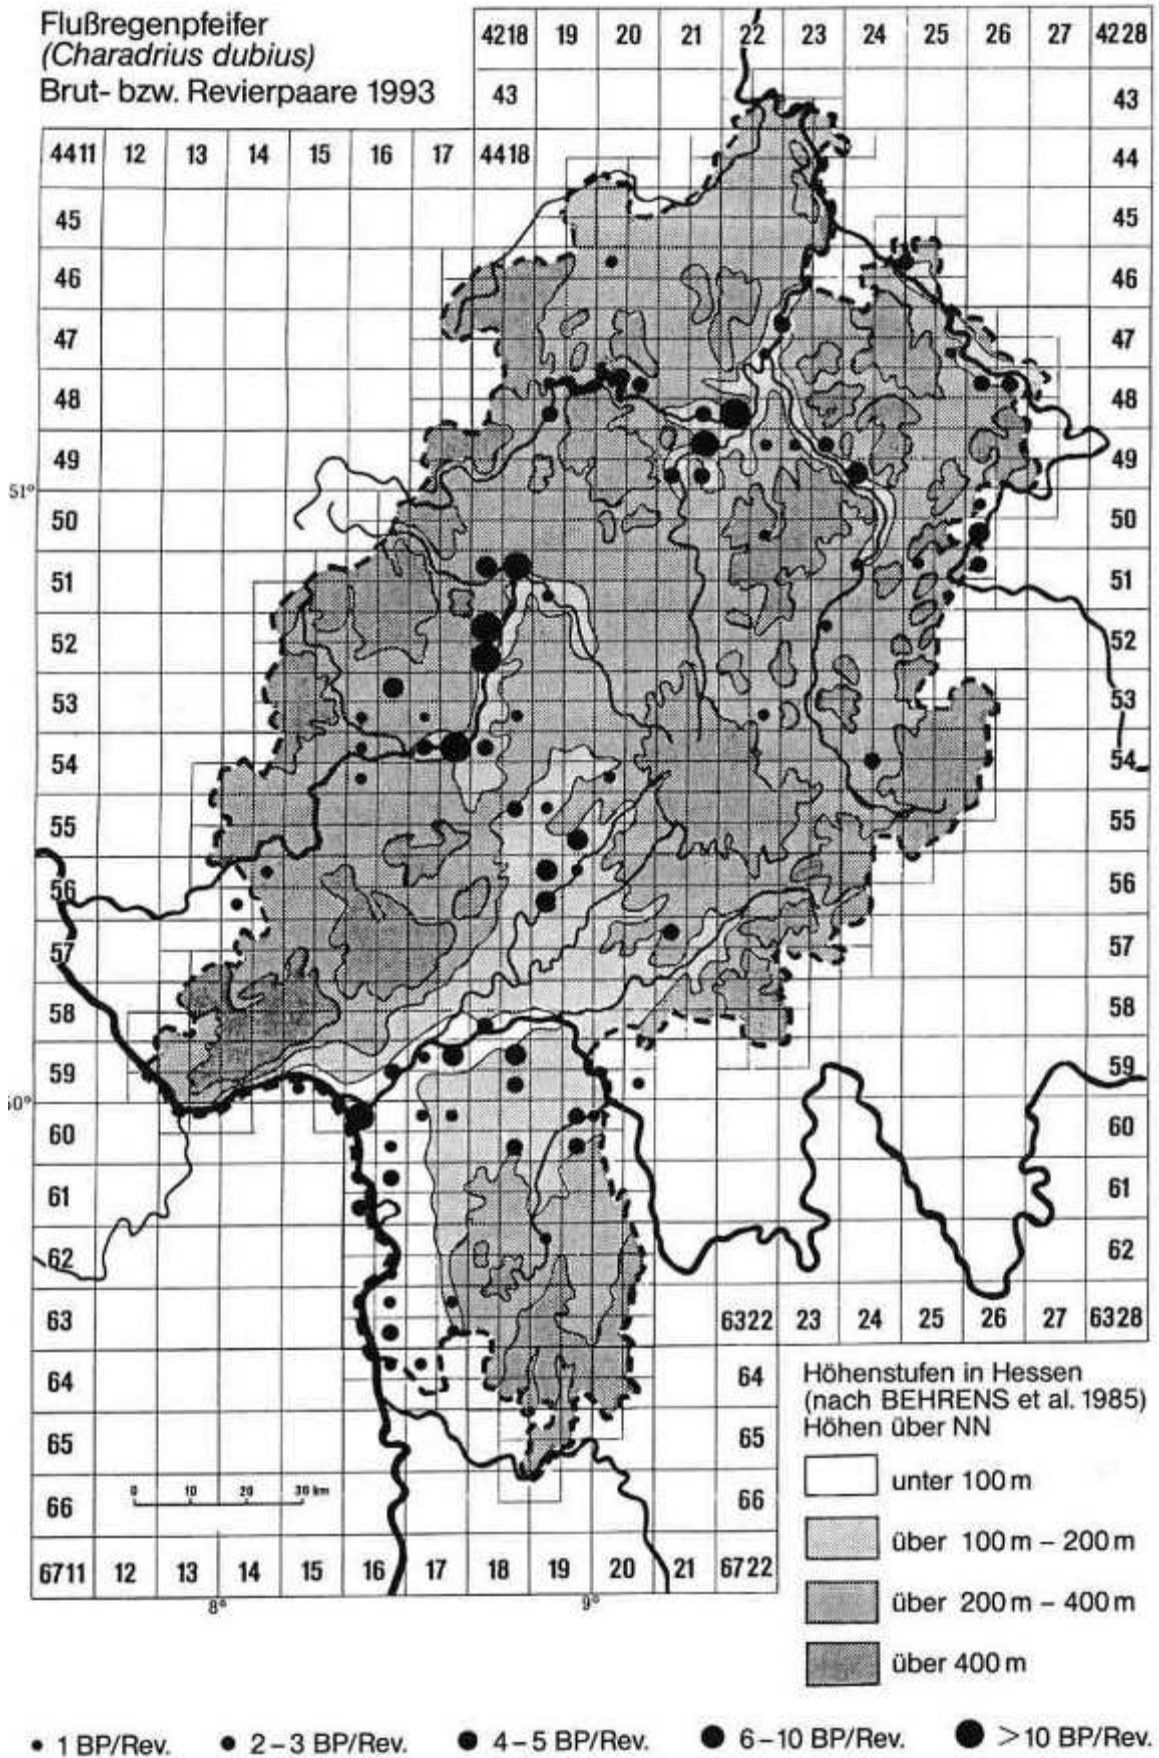 Flußregenpfeifer
(Charadrius dubius)
Brut- bzw. Revierpaare 1993
4218 19 20 21 22 23 24 25 26 27 4228
43 43
4411 12 13 14 15 16 17 4418 44
45 45
46 46
47 47
48 48
49 49
51°
50 50
51 51
52 52
53 53
54 54
55 55
56 56
57 57
58 58
59 59
50°
60 60
61 61
62 62
63 6322 23 24 25 26 27 6328
64 64
65 65
66 66
0 10 20 30 km
6711 12 13 14 15 16 17 18 19 20 21 6722
8° 9°
Höhenstufen in Hessen
(nach BEHRENS et al. 1985)
Höhen über NN
unter 100 m
über 100 m – 200 m
über 200 m – 400 m
über 400 m
1 BP/Rev. 2–3 BP/Rev. 4–5 BP/Rev. 6–10 BP/Rev. >10 BP/Rev.